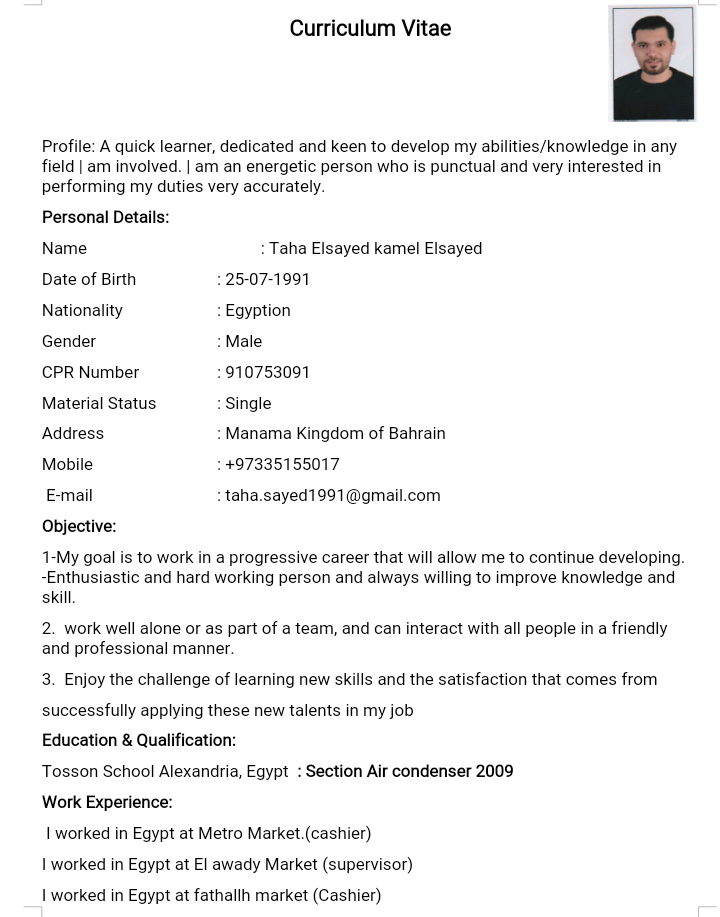 Curriculum Vitae
Profile: A quick learner, dedicated and keen to develop my abilities/knowledge in any
field | am involved. | am an energetic person who is punctual and very interested in
performing my duties very accurately.
Personal Details:
Name : Taha Elsayed kamel Elsayed
Date of Birth : 25-07-1991
Nationality : Egyption
Gender : Male
CPR Number : 910753091
Material Status : Single
Address : Manama Kingdom of Bahrain
Mobile : +97335155017
E-mail : taha.sayed1991@gmail.com
Objective:
1-My goal is to work in a progressive career that will allow me to continue developing.
-Enthusiastic and hard working person and always willing to improve knowledge and
skill.
2. work well alone or as part of a team, and can interact with all people in a friendly
and professional manner.
3. Enjoy the challenge of learning new skills and the satisfaction that comes from
successfully applying these new talents in my job
Education & Qualification:
Tosson School Alexandria, Egypt : Section Air condenser 2009
Work Experience:
I worked in Egypt at Metro Market.(cashier)
I worked in Egypt at El awady Market (supervisor)
I worked in Egypt at fathallh market (Cashier)